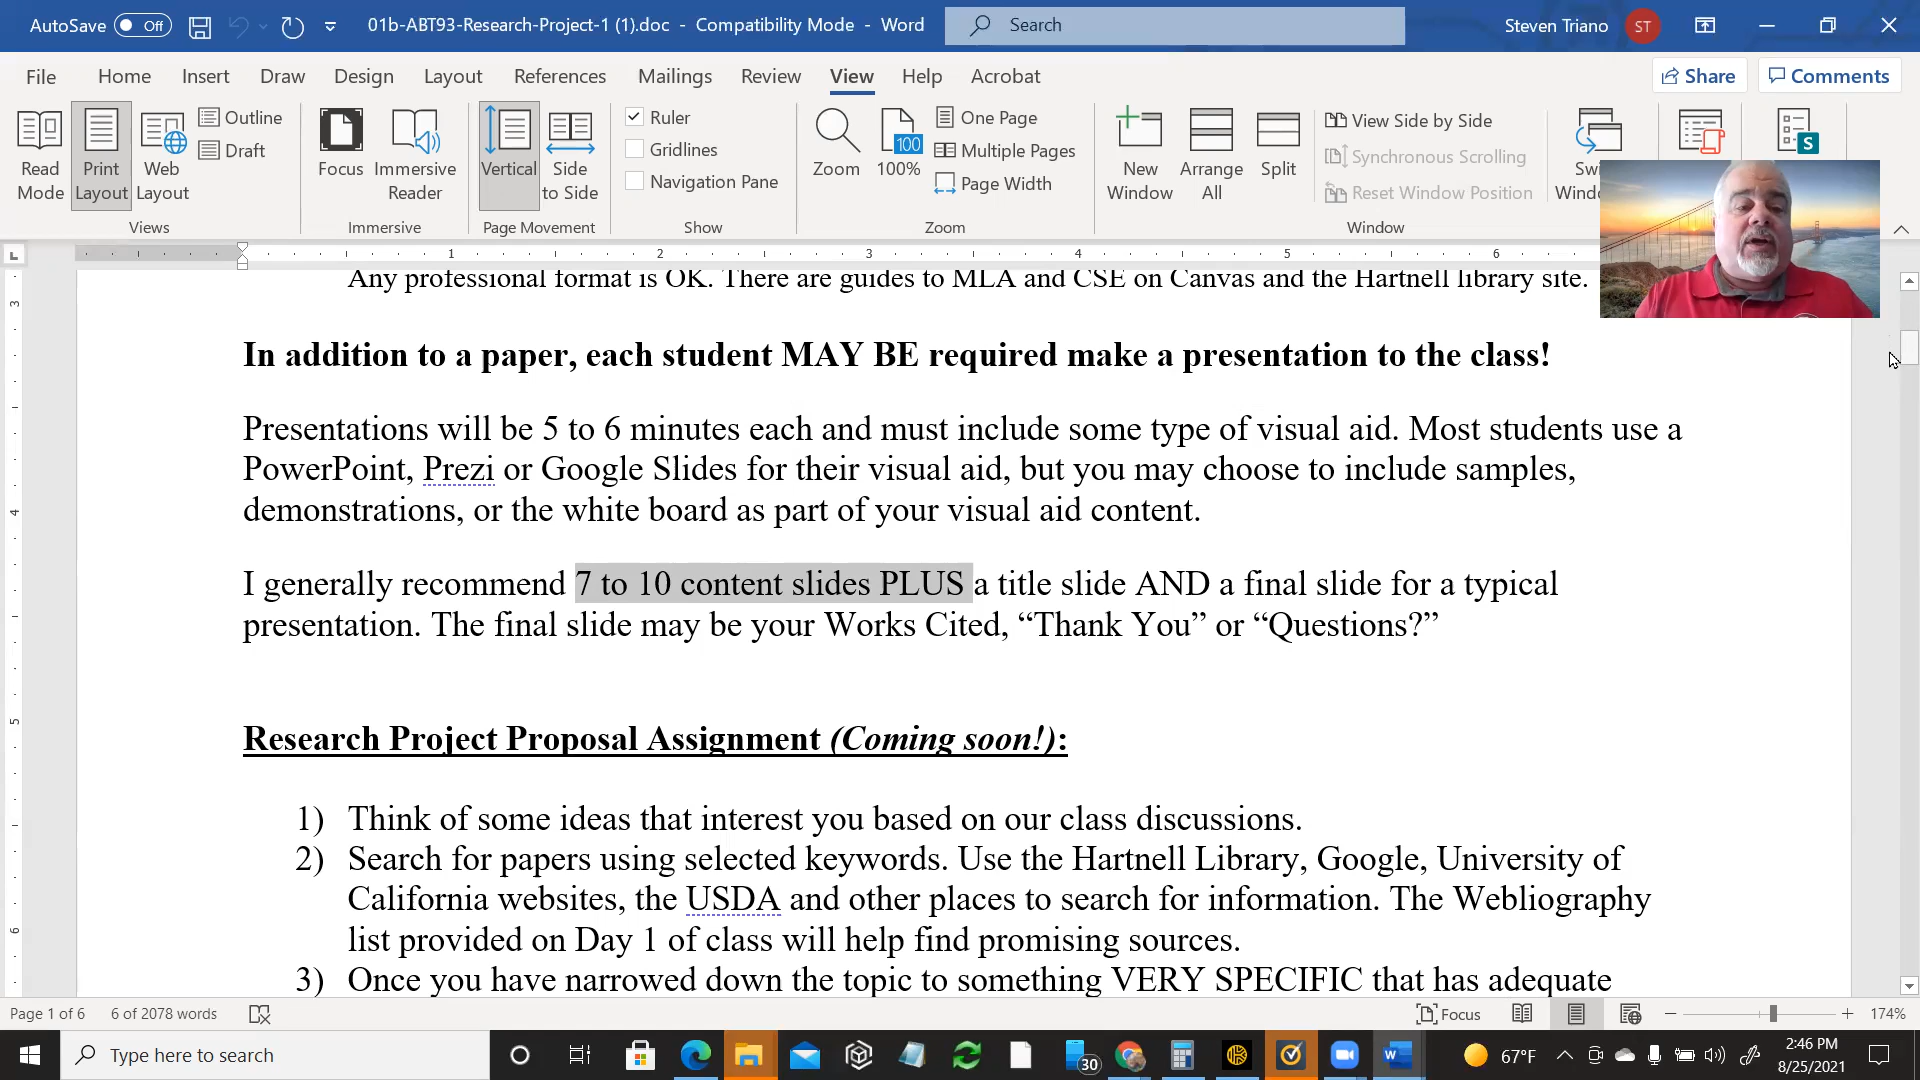 AutoSave Off 01b-ABT93-Research-Project-1 (1).doc - Compatibility Mode - Word Search Steven Triano ST
File Home Insert Draw Design Layout References Mailings Review View Help Acrobat Share Comments
Read Mode
Print Layout
Web Layout
Outline
Draft
Views
Focus
Immersive Reader
Immersive
Vertical
Side to Side
Page Movement
Ruler
Gridlines
Navigation Pane
Show
Zoom
100
100%
One Page
Multiple Pages
Page Width
Zoom
New Window
Arrange All
Split
View Side by Side
Synchronous Scrolling
Reset Window Position
Window
S
L 1 2 3 4 5 6
3
4
5
6
Any professional format is OK. There are guides to MLA and CSE on Canvas and the Hartnell library site.
In addition to a paper, each student MAY BE required make a presentation to the class!
Presentations will be 5 to 6 minutes each and must include some type of visual aid. Most students use a
PowerPoint, Prezi or Google Slides for their visual aid, but you may choose to include samples,
demonstrations, or the white board as part of your visual aid content.
I generally recommend 7 to 10 content slides PLUS a title slide AND a final slide for a typical
presentation. The final slide may be your Works Cited, “Thank You” or “Questions?”
Research Project Proposal Assignment (Coming soon!):
1) Think of some ideas that interest you based on our class discussions.
2) Search for papers using selected keywords. Use the Hartnell Library, Google, University of
California websites, the USDA and other places to search for information. The Webliography
list provided on Day 1 of class will help find promising sources.
3) Once you have narrowed down the topic to something VERY SPECIFIC that has adequate
Page 1 of 6 6 of 2078 words Focus 174%
Type here to search 30 W 67°F 2:46 PM
8/25/2021